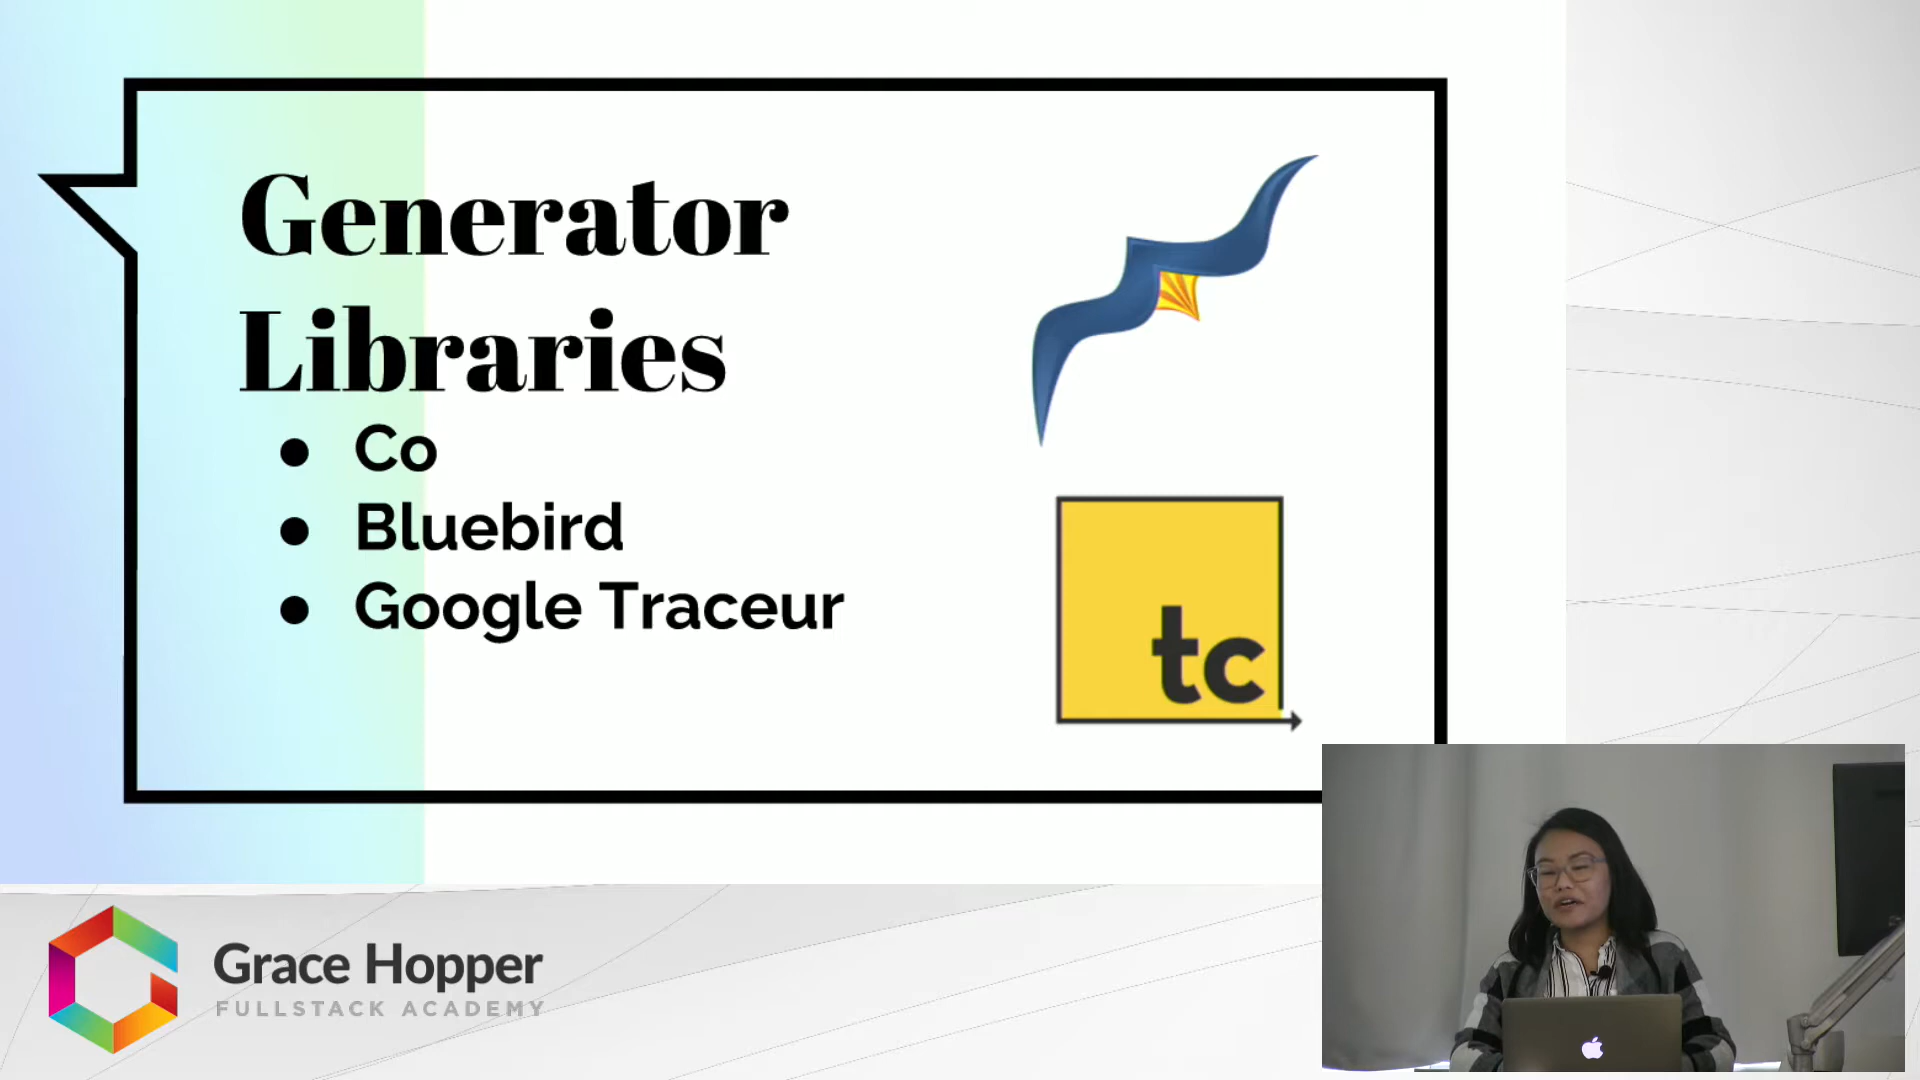 Generator
Libraries
Co
Bluebird
Google Traceur
tc
Grace Hopper
FULLSTACK ACADEMY